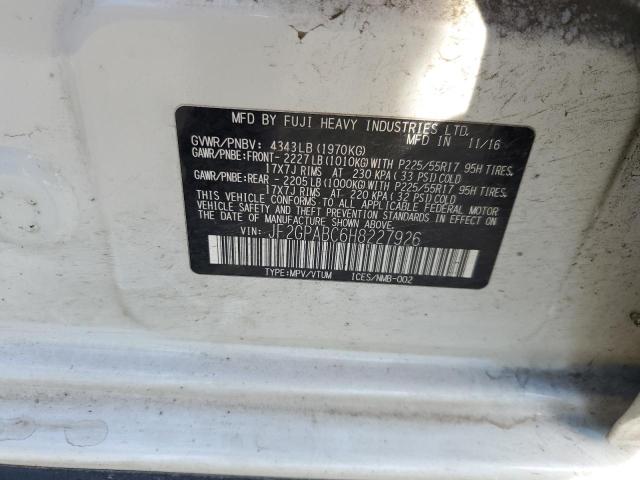 MFD BY FUJI HEAVY INDUSTRIES LTD.
GVWR/PNBV: 4343LB (1970KG) MFD IN 11/16
GAWR/PNBE:FRONT- 2227LB(1010KG)WITH P225/55R17 95H TIRES,
17X7J RIMS AT 230 KPA(33 PSI)COLD
GAWR/PNBE:REAR - 2205LB(1000KG)WITH P225/55R17 95H TIRES,
17X7J RIMS AT 220 KPA(32 PSI)COLD
THIS VEHICLE CONFORMS TO ALL APPLICABLE FEDERAL MOTOR
VEHICLE SAFETY AND THEFT PREVENTION STANDARDS IN
EFFECT ON THE DATE OF MANUFACTURE SHOWN ABOVE.
VIN: JF2GPABC6H8227926
TYPE:MPV/VTUM ICES/NMB-002